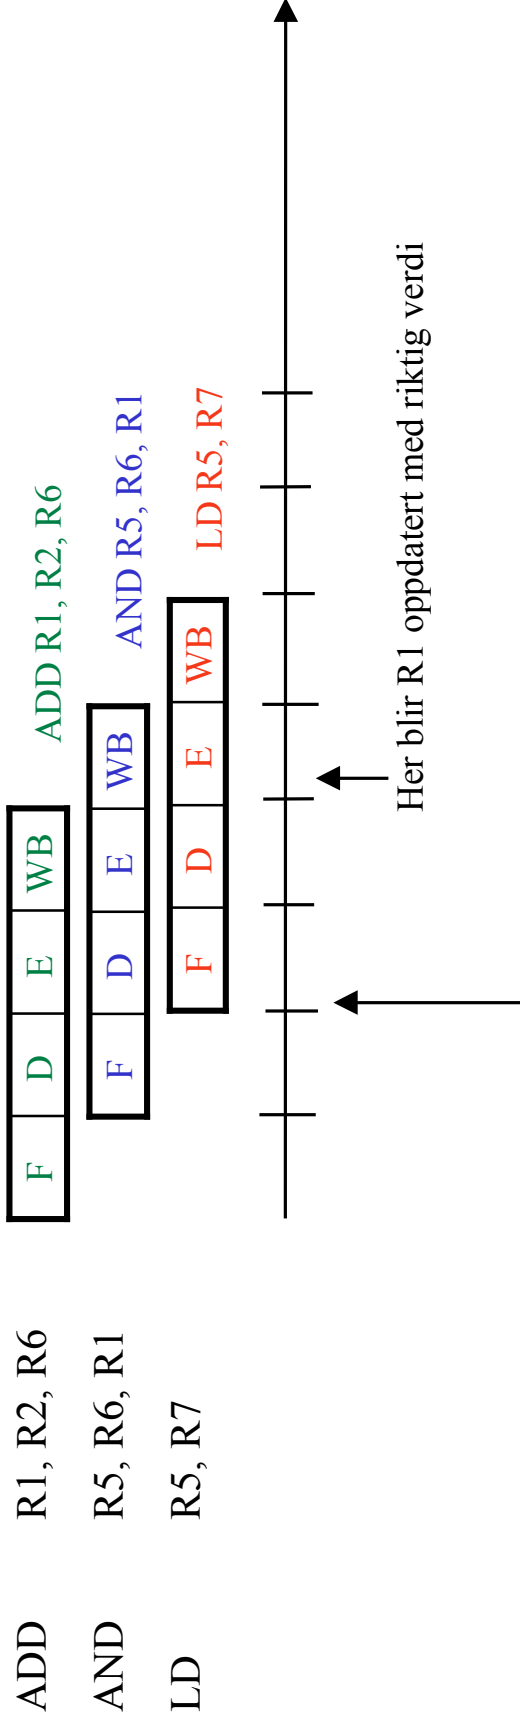 ADD R1, R2, R6
AND R5, R6, R1
LD R5, R7
F D E WB
ADD R1, R2, R6
F D E WB
AND R5, R6, R1
F D E WB
LD R5, R7
Her blir R1 oppdatert med riktig verdi